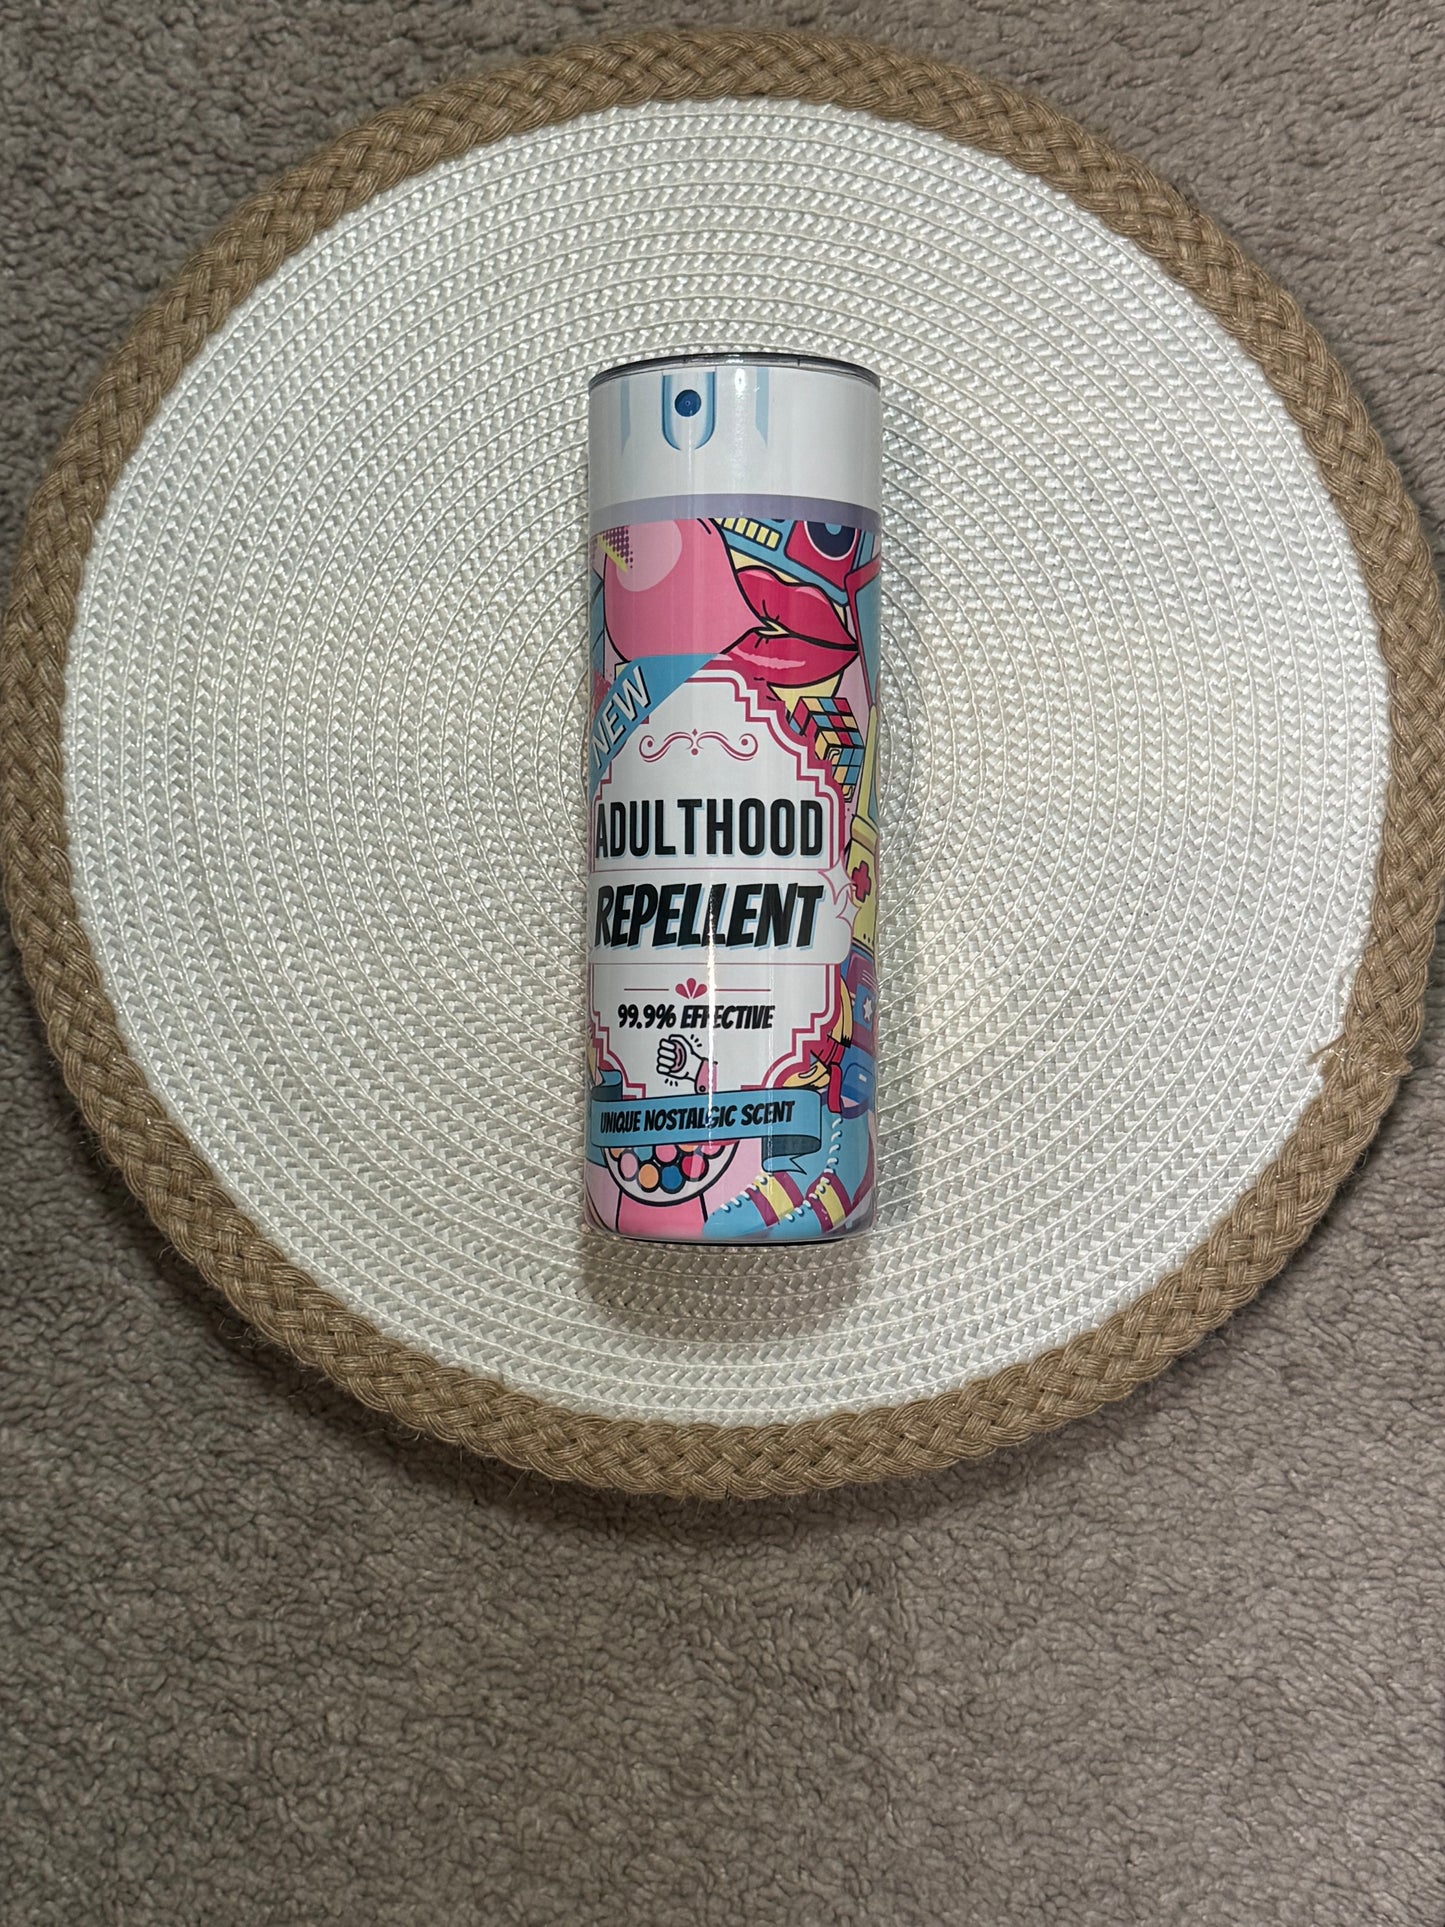 NEW
ADULTHOOD
REPELLENT
99.9% EFFECTIVE
UNIQUE NOSTALGIC SCENT